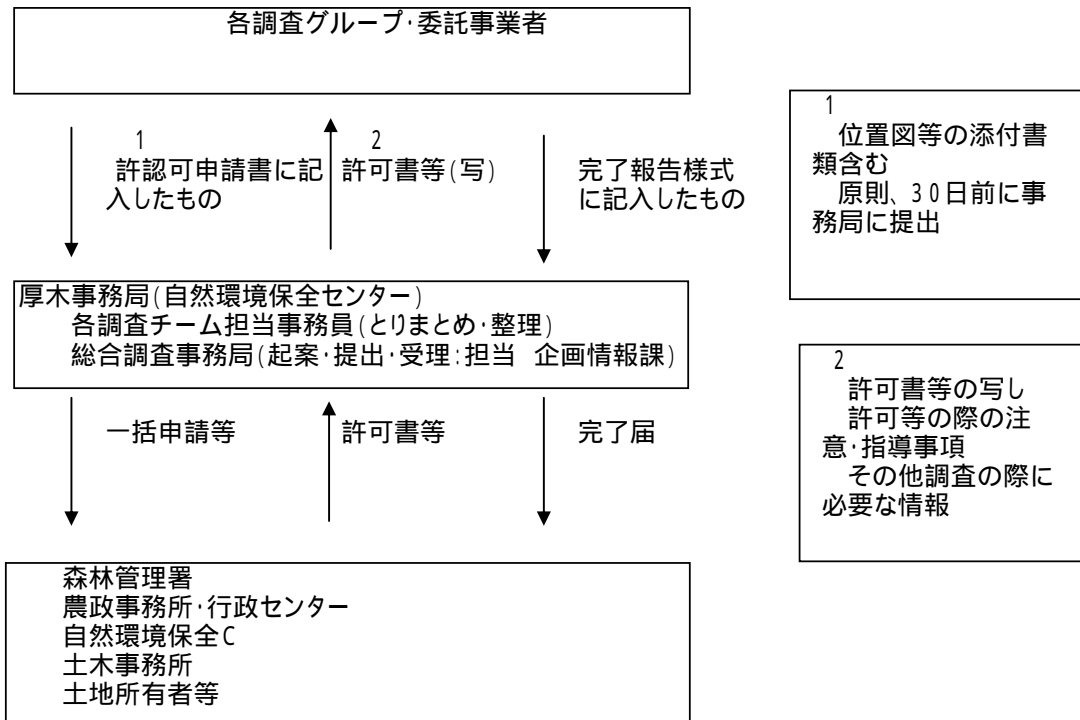 各調査グループ・委託事業者
1
許認可申請書に記
入したもの
2
許可書等(写)
完了報告様式
に記入したもの
1
位置図等の添付書
類含む
原則、30日前に事
務局に提出
厚木事務局(自然環境保全センター)
各調査チーム担当事務員(とりまとめ・整理)
総合調査事務局(起案・提出・受理:担当 企画情報課)
一括申請等
許可書等
完了届
2
許可書等の写し
許可等の際の注
意・指導事項
その他調査の際に
必要な情報
森林管理署
農政事務所・行政センター
自然環境保全C
土木事務所
土地所有者等